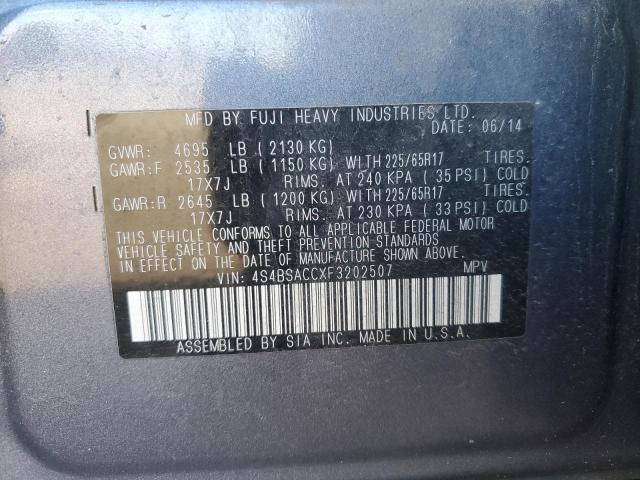 MFD BY FUJI HEAVY INDUSTRIES LTD.
DATE: 06/14
GVWR: 4695 LB ( 2130 KG)
GAWR:F 2535 LB ( 1150 KG) WITH 225/65R17 TIRES.
17X7J RIMS. AT 240 KPA ( 35 PSI) COLD
GAWR:R 2645 LB ( 1200 KG) WITH 225/65R17 TIRES.
17X7J RIMS. AT 230 KPA ( 33 PSI) COLD
THIS VEHICLE CONFORMS TO ALL APPLICABLE FEDERAL MOTOR
VEHICLE SAFETY AND THEFT PREVENTION STANDARDS
IN EFFECT ON THE DATE OF MANUFACTURE SHOWN ABOVE.
VIN: 4S4BSACCXF3202507 MPV
ASSEMBLED BY SIA INC. MADE IN U.S.A.